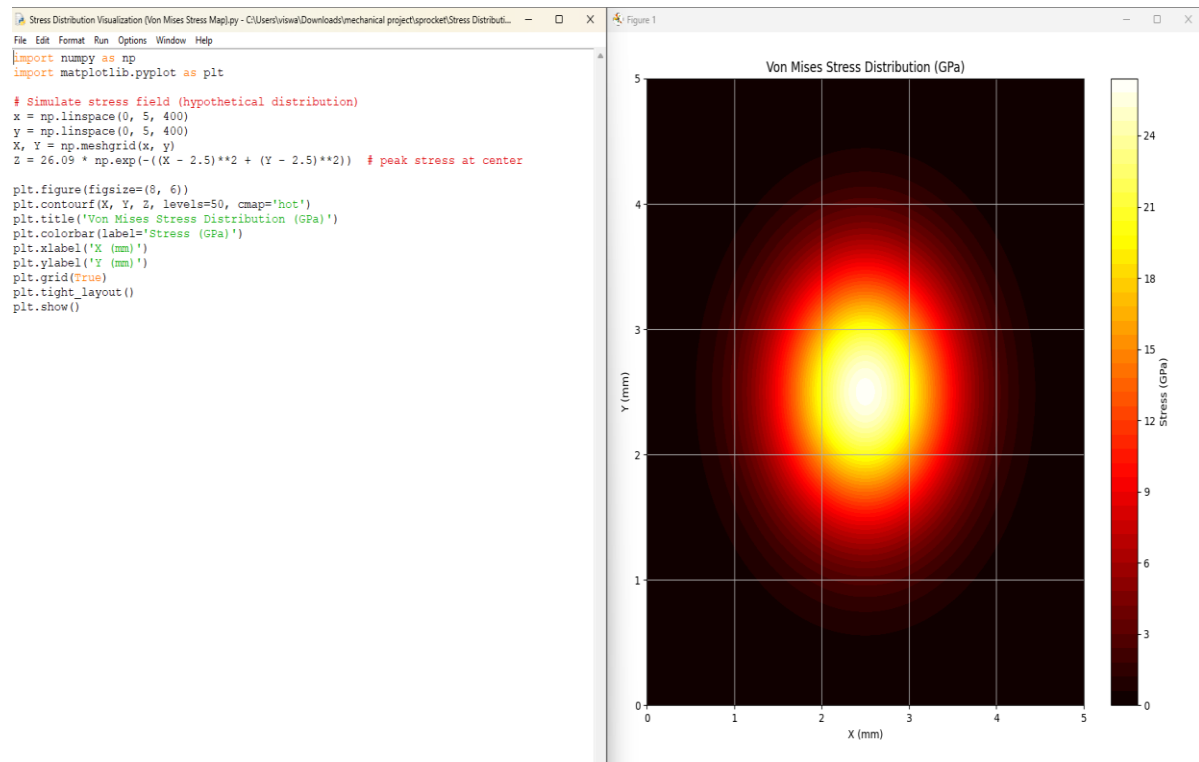 Stress Distribution Visualization (Von Mises Stress Map).py - C:\Users\viswa\Downloads\mechanical project\sprocket\Stress Distributi...
File Edit Format Run Options Window Help
import numpy as np
import matplotlib.pyplot as plt
# Simulate stress field (hypothetical distribution)
x = np.linspace(0, 5, 400)
y = np.linspace(0, 5, 400)
X, Y = np.meshgrid(x, y)
Z = 26.09 * np.exp(-((X - 2.5)**2 + (Y - 2.5)**2))  # peak stress at center
plt.figure(figsize=(8, 6))
plt.contourf(X, Y, Z, levels=50, cmap='hot')
plt.title('Von Mises Stress Distribution (GPa)')
plt.colorbar(label='Stress (GPa)')
plt.xlabel('X (mm)')
plt.ylabel('Y (mm)')
plt.grid(True)
plt.tight_layout()
plt.show()
Figure 1
Von Mises Stress Distribution (GPa)
5
4
3
2
1
0
Y (mm)
0 1 2 3 4 5
X (mm)
24
21
18
15
12
9
6
3
0
Stress (GPa)